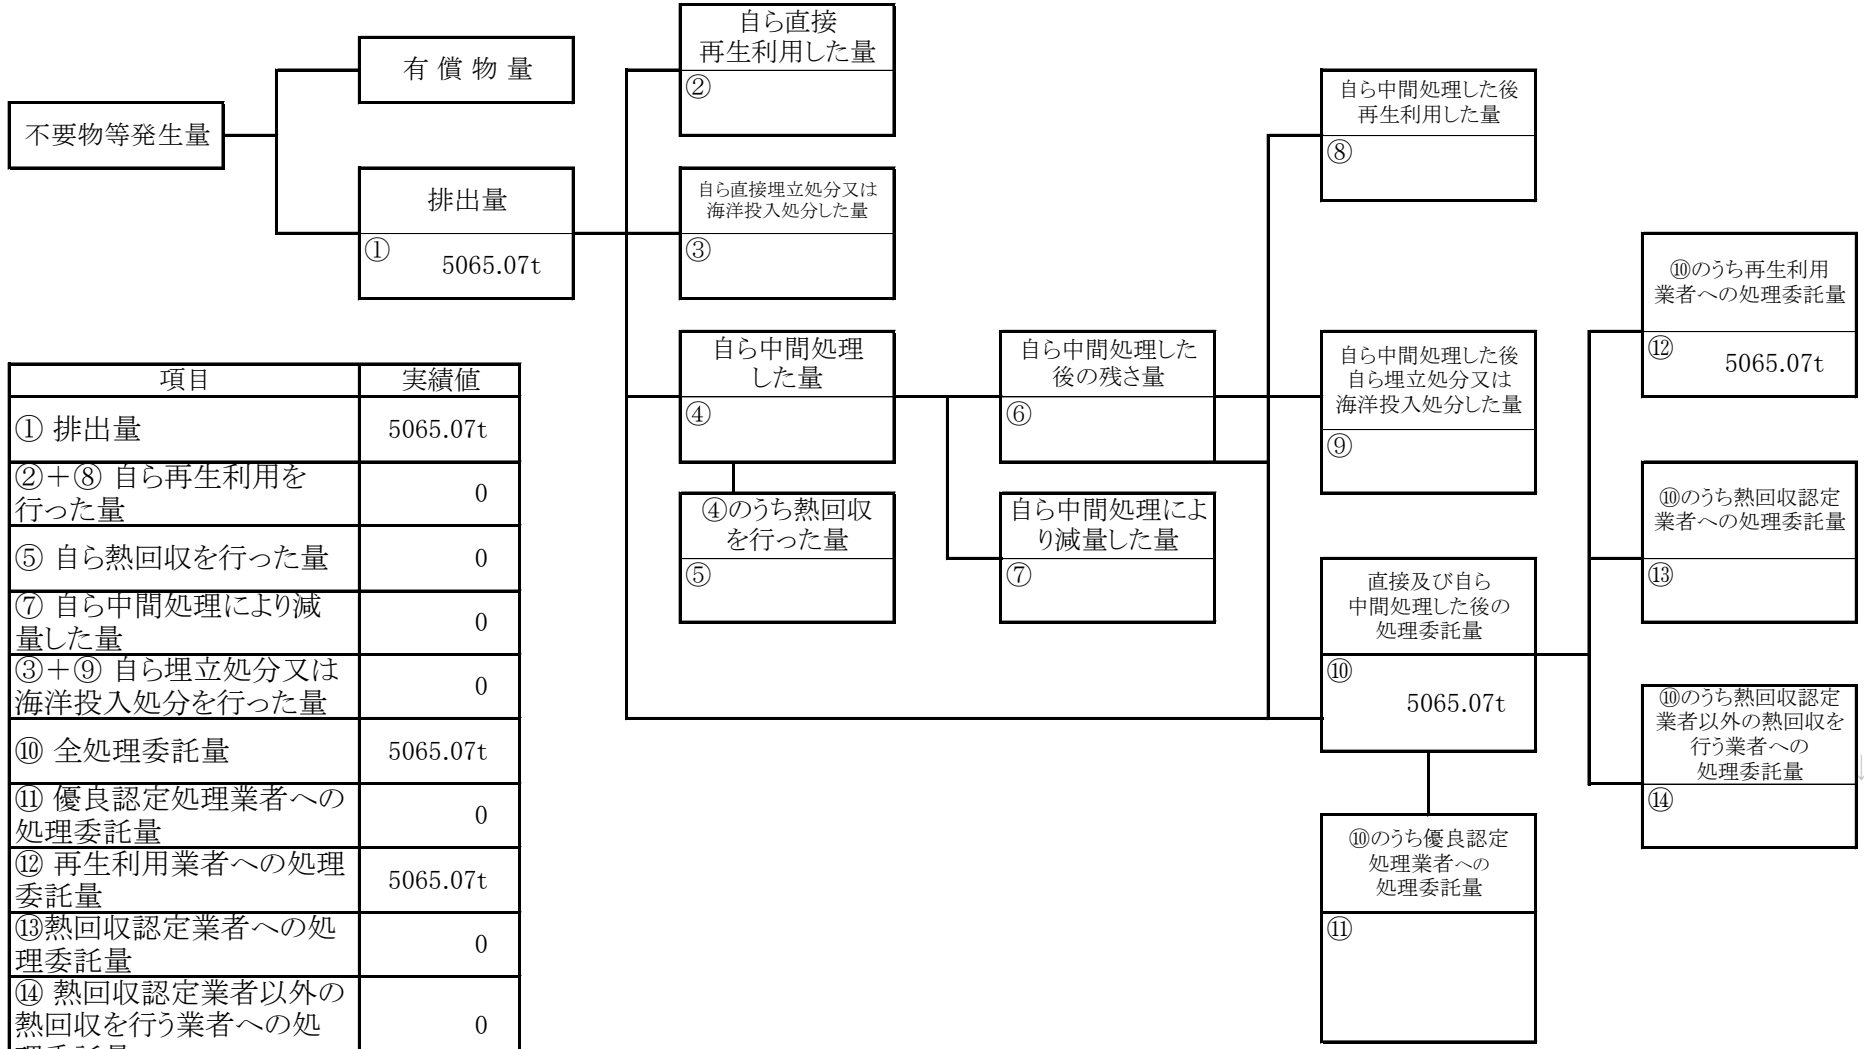 不要物等発生量
有 償 物 量
排出量
①
5065.07t
自ら直接
再生利用した量
②
自ら直接埋立処分又は
海洋投入処分した量
③
自ら中間処理
した量
④
④のうち熱回収
を行った量
⑤
自ら中間処理した
後の残さ量
⑥
自ら中間処理によ
り減量した量
⑦
自ら中間処理した後
再生利用した量
⑧
自ら中間処理した後
自ら埋立処分又は
海洋投入処分した量
⑨
直接及び自ら
中間処理した後の
処理委託量
⑩
5065.07t
⑩のうち優良認定
処理業者への
処理委託量
⑪
⑩のうち再生利用
業者への処理委託量
⑫
5065.07t
⑩のうち熱回収認定
業者への処理委託量
⑬
⑩のうち熱回収認定
業者以外の熱回収を
行う業者への
処理委託量
⑭
項目 実績値
① 排出量 5065.07t
②＋⑧ 自ら再生利用を
行った量 0
⑤ 自ら熱回収を行った量 0
⑦ 自ら中間処理により減
量した量 0
③＋⑨ 自ら埋立処分又は
海洋投入処分を行った量 0
⑩ 全処理委託量 5065.07t
⑪ 優良認定処理業者への
処理委託量 0
⑫ 再生利用業者への処理
委託量 5065.07t
⑬熱回収認定業者への処
理委託量 0
⑭ 熱回収認定業者以外の
熱回収を行う業者への処 0